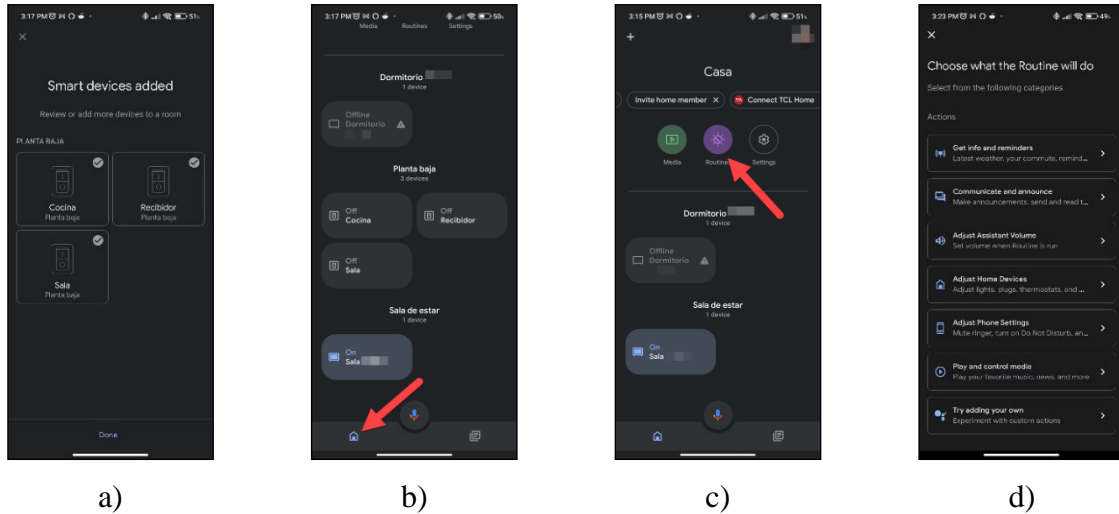 3:17 PM
51%
Smart devices added
Review or add more devices to a room
PLANTA BAJA
Cocina
Planta baja
Recibidor
Planta baja
Sala
Planta baja
Done
a)
3:17 PM
50%
Media
Routines
Settings
Dormitorio
1 device
Offline
Dormitorio
Planta baja
3 devices
Off
Cocina
Off
Recibidor
Off
Sala
Sala de estar
1 device
On
Sala
b)
3:15 PM
51%
Casa
Invite home member
Connect TCL Home
Media
Routines
Settings
Dormitorio
1 device
Offline
Dormitorio
Sala de estar
1 device
On
Sala
c)
3:23 PM
49%
Choose what the Routine will do
Select from the following categories
Actions
Get info and reminders
Latest weather, your commute, remind...
Communicate and announce
Make announcements, send and read t...
Adjust Assistant Volume
Set volume when Routine is run
Adjust Home Devices
Adjust lights, plugs, thermostats, and ...
Adjust Phone Settings
Mute ringer, turn on Do Not Disturb, an...
Play and control media
Play your favorite music, news, and more
Try adding your own
Experiment with custom actions
d)